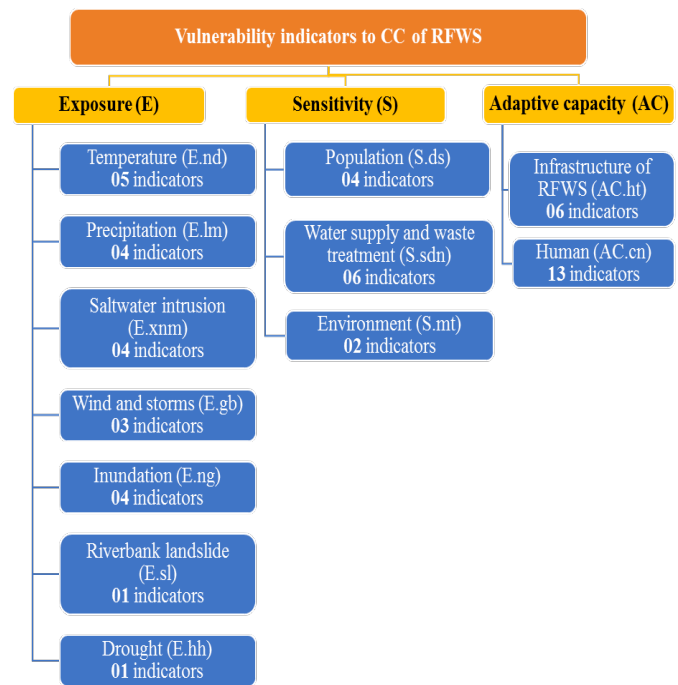 Vulnerability indicators to CC of RFWS
Exposure (E)
Temperature (E.nd)
05 indicators
Precipitation (E.lm)
04 indicators
Saltwater intrusion
(E.xnm)
04 indicators
Wind and storms (E.gb)
03 indicators
Inundation (E.ng)
04 indicators
Riverbank landslide
(E.sl)
01 indicators
Drought (E.hh)
01 indicators
Sensitivity (S)
Population (S.ds)
04 indicators
Water supply and waste
treatment (S.sdn)
06 indicators
Environment (S.mt)
02 indicators
Adaptive capacity (AC)
Infrastructure of
RFWS (AC.ht)
06 indicators
Human (AC.cn)
13 indicators